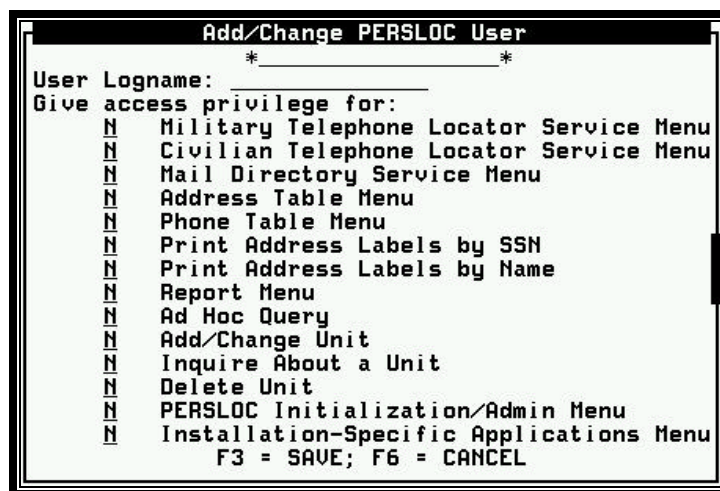 Add/Change PERSLOC User
*____________________*
User Logname: ________________
Give access privilege for:
N Military Telephone Locator Service Menu
N Civilian Telephone Locator Service Menu
N Mail Directory Service Menu
N Address Table Menu
N Phone Table Menu
N Print Address Labels by SSN
N Print Address Labels by Name
N Report Menu
N Ad Hoc Query
N Add/Change Unit
N Inquire About a Unit
N Delete Unit
N PERSLOC Initialization/Admin Menu
N Installation-Specific Applications Menu
F3 = SAVE; F6 = CANCEL